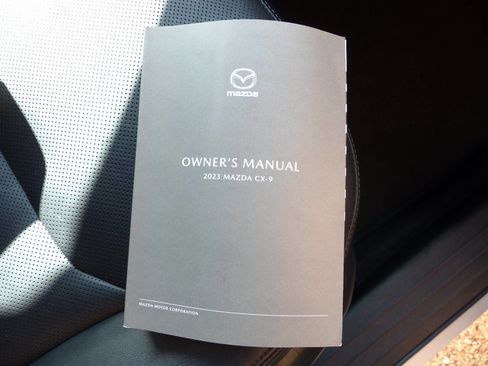 mazda
OWNER'S MANUAL
2023 MAZDA CX-9
MAZDA MOTOR CORPORATION